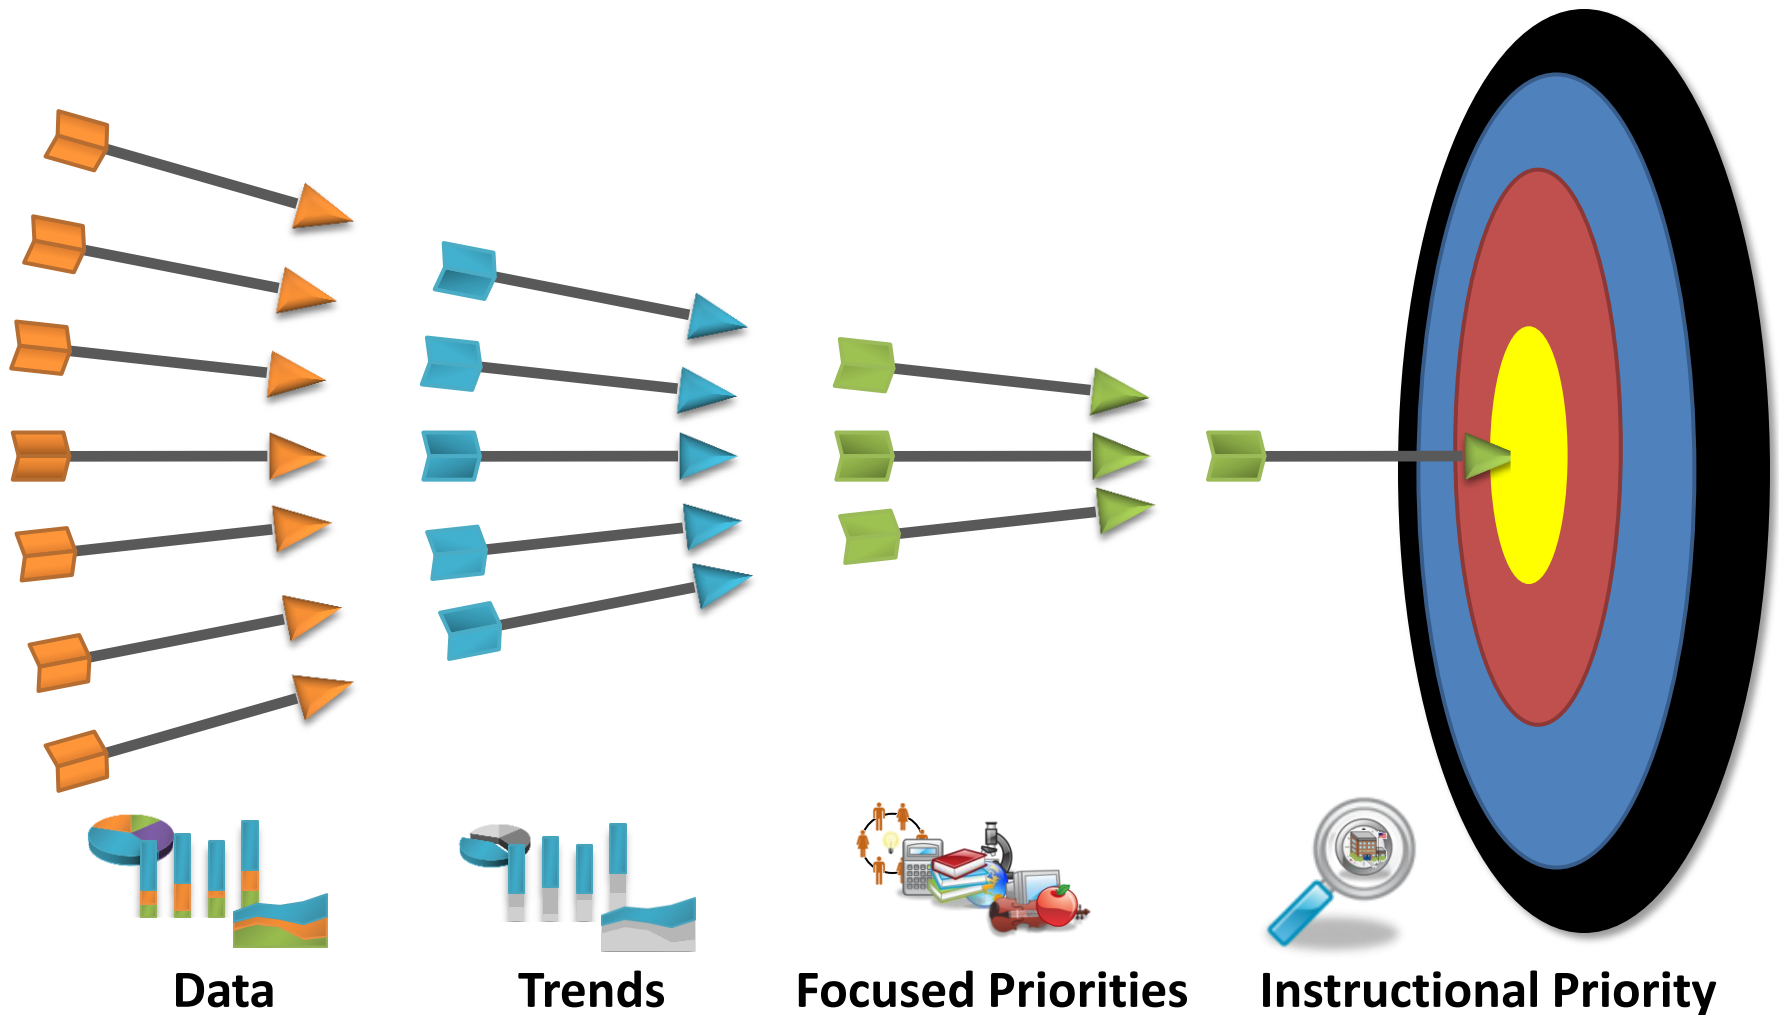 Data
Trends
Focused Priorities
Instructional Priority